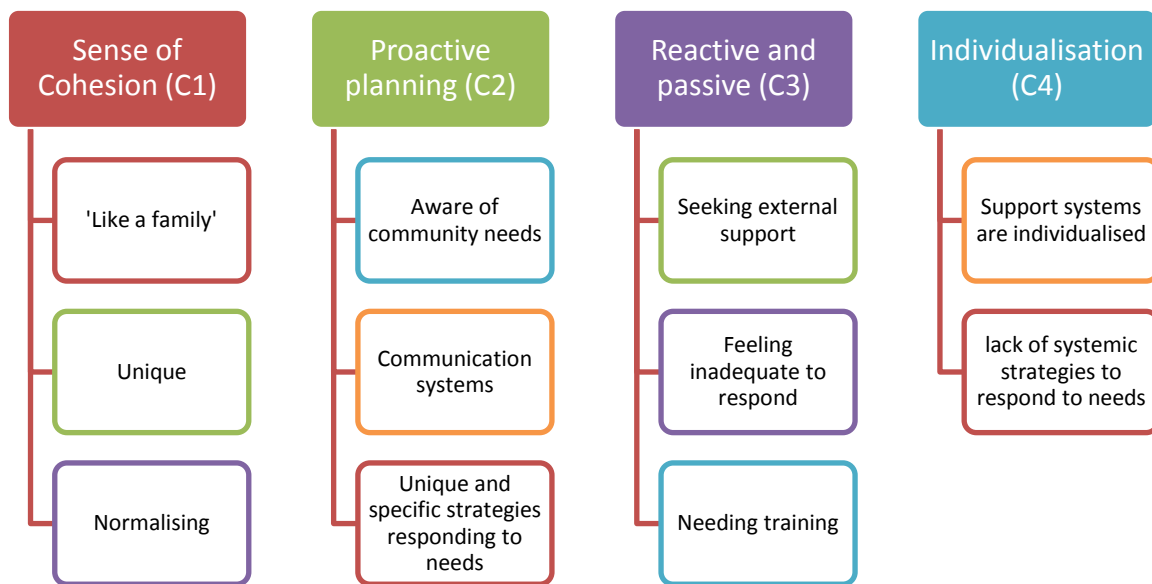 Sense of
Cohesion (C1)
'Like a family'
Unique
Normalising
Proactive
planning (C2)
Aware of
community needs
Communication
systems
Unique and
specific strategies
responding to
needs
Reactive and
passive (C3)
Seeking external
support
Feeling
inadequate to
respond
Needing training
Individualisation
(C4)
Support systems
are individualised
lack of systemic
strategies to
respond to needs